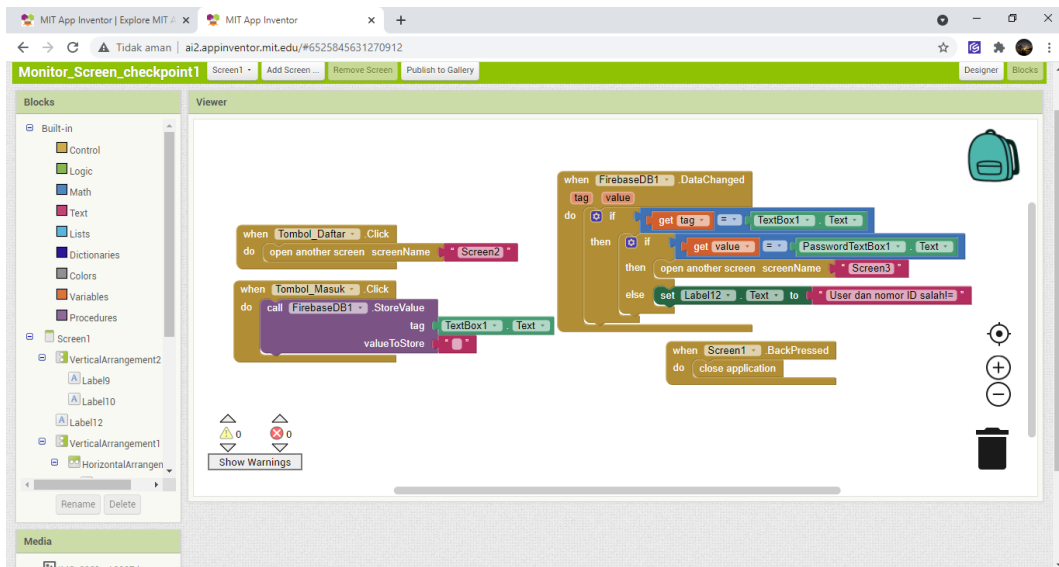 MIT App Inventor | Explore MIT A
MIT App Inventor
Tidak aman
ai2.appinventor.mit.edu/#6525845631270912
Monitor_Screen_checkpoint1
Screen1
Add Screen ...
Remove Screen
Publish to Gallery
Designer
Blocks
Blocks
Viewer
Built-in
Control
Logic
Math
Text
Lists
Dictionaries
Colors
Variables
Procedures
Screen1
VerticalArrangement2
Label9
Label10
Label12
VerticalArrangement1
HorizontalArrangen
Rename
Delete
Media
when Tombol_Daftar .Click
do open another screen screenName " Screen2 "
when Tombol_Masuk .Click
do call FirebaseDB1 .StoreValue
tag TextBox1 . Text
valueToStore " "
when FirebaseDB1 .DataChanged
tag value
do if get tag = TextBox1 . Text
then if get value = PasswordTextBox1 . Text
then open another screen screenName " Screen3 "
else set Label12 . Text to " User dan nomor ID salah!= "
when Screen1 .BackPressed
do close application
0 0
Show Warnings